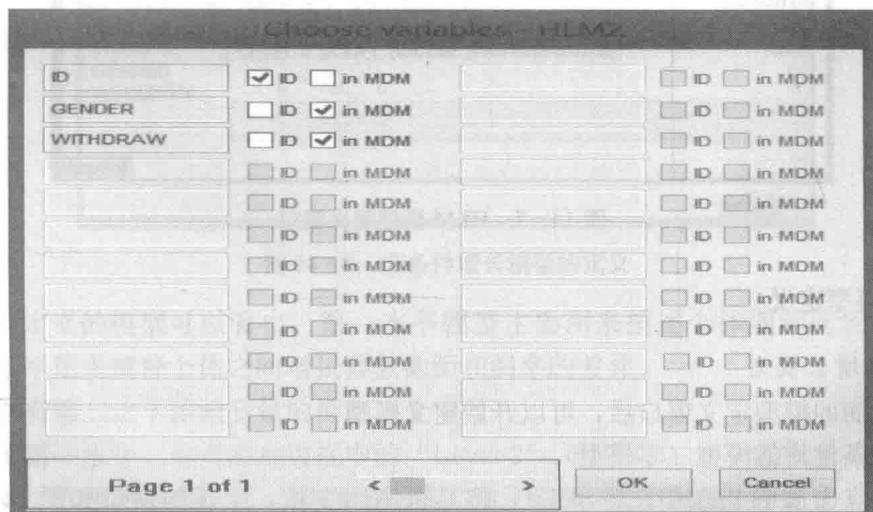 Choose variables - HLM2
ID ID in MDM ID in MDM
GENDER ID in MDM ID in MDM
WITHDRAW ID in MDM ID in MDM
ID in MDM ID in MDM
ID in MDM ID in MDM
ID in MDM ID in MDM
ID in MDM ID in MDM
ID in MDM ID in MDM
ID in MDM ID in MDM
ID in MDM ID in MDM
ID in MDM ID in MDM
ID in MDM ID in MDM
Page 1 of 1 < > OK Cancel